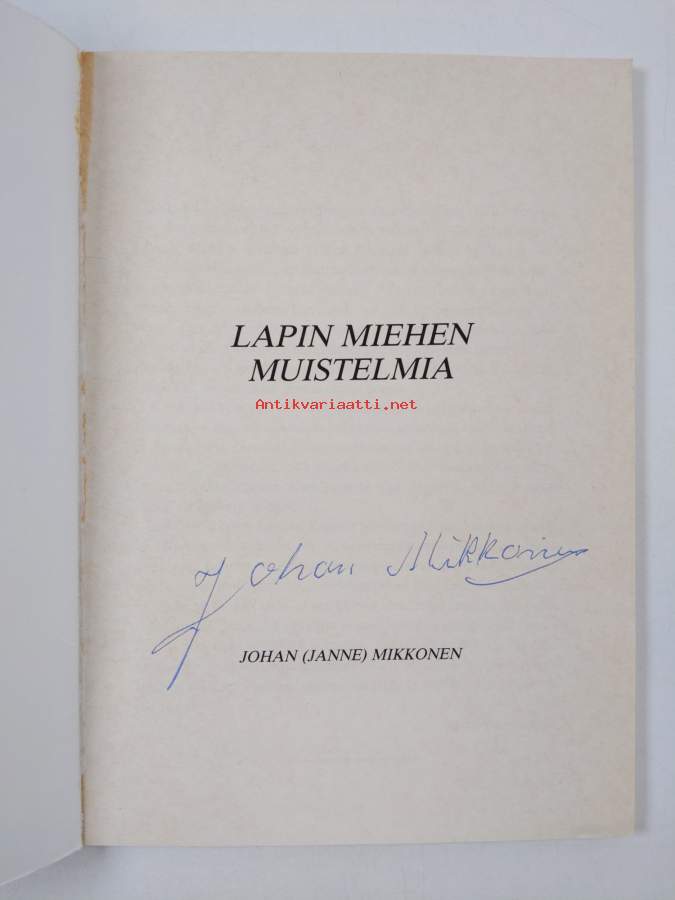 LAPIN MIEHEN
MUISTELMIA
Antikvariaatti.net
Johan Mikkonen
JOHAN (JANNE) MIKKONEN